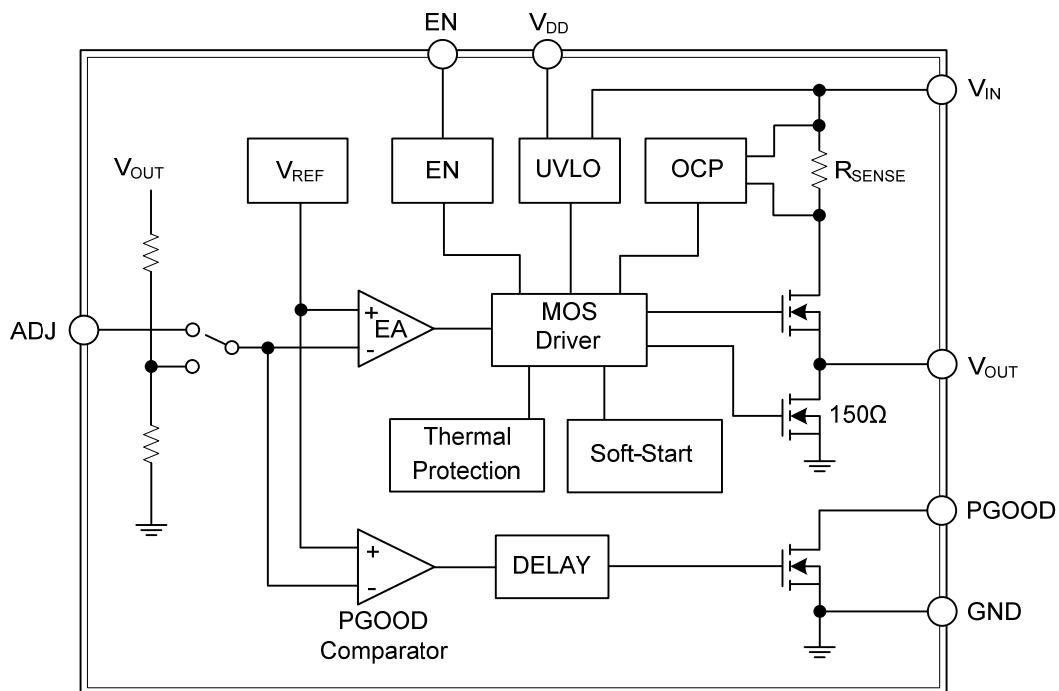 EN
VDD
VIN
VOUT
VREF
EN
UVLO
OCP
RSENSE
ADJ
+
EA
-
MOS
Driver
VOUT
150Ω
Thermal
Protection
Soft-Start
PGOOD
+
-
DELAY
PGOOD
Comparator
GND